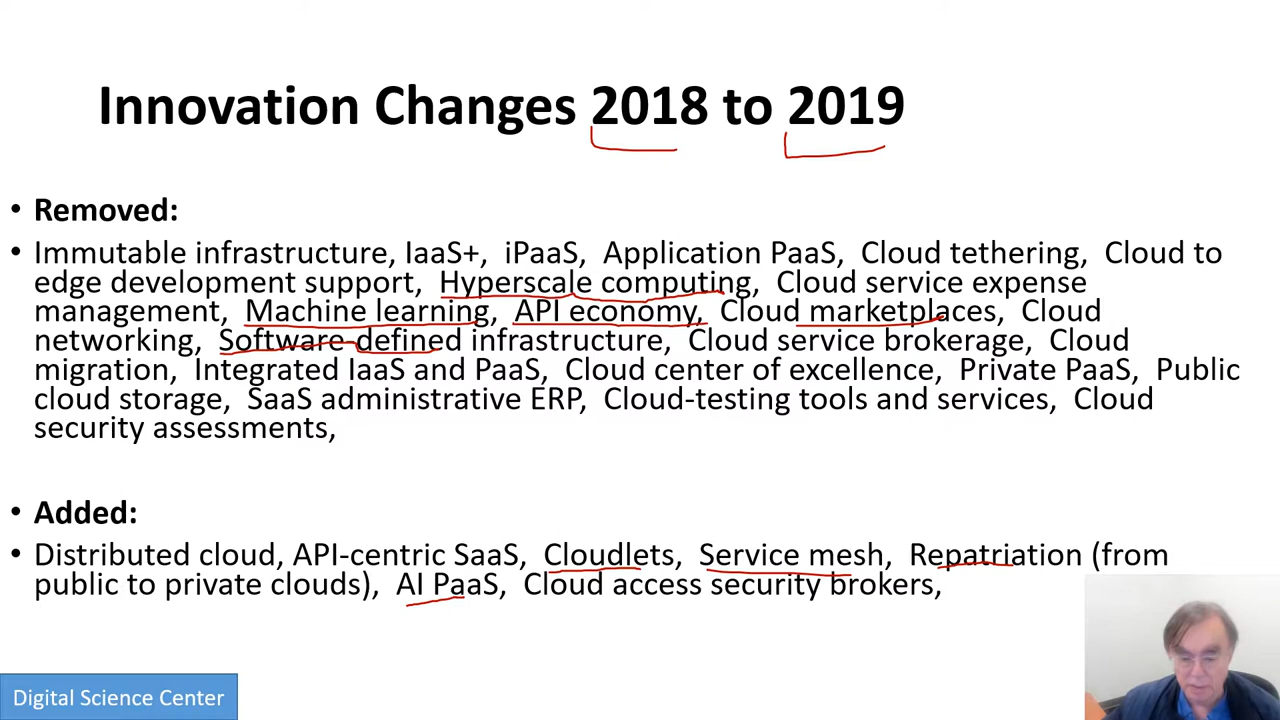 Innovation Changes 2018 to 2019
• Removed:
• Immutable infrastructure, IaaS+, iPaaS, Application PaaS, Cloud tethering, Cloud to
edge development support, Hyperscale computing, Cloud service expense
management, Machine learning, API economy, Cloud marketplaces, Cloud
networking, Software-defined infrastructure, Cloud service brokerage, Cloud
migration, Integrated IaaS and PaaS, Cloud center of excellence, Private PaaS, Public
cloud storage, SaaS administrative ERP, Cloud-testing tools and services, Cloud
security assessments,
• Added:
• Distributed cloud, API-centric SaaS, Cloudlets, Service mesh, Repatriation (from
public to private clouds), AI PaaS, Cloud access security brokers,
Digital Science Center